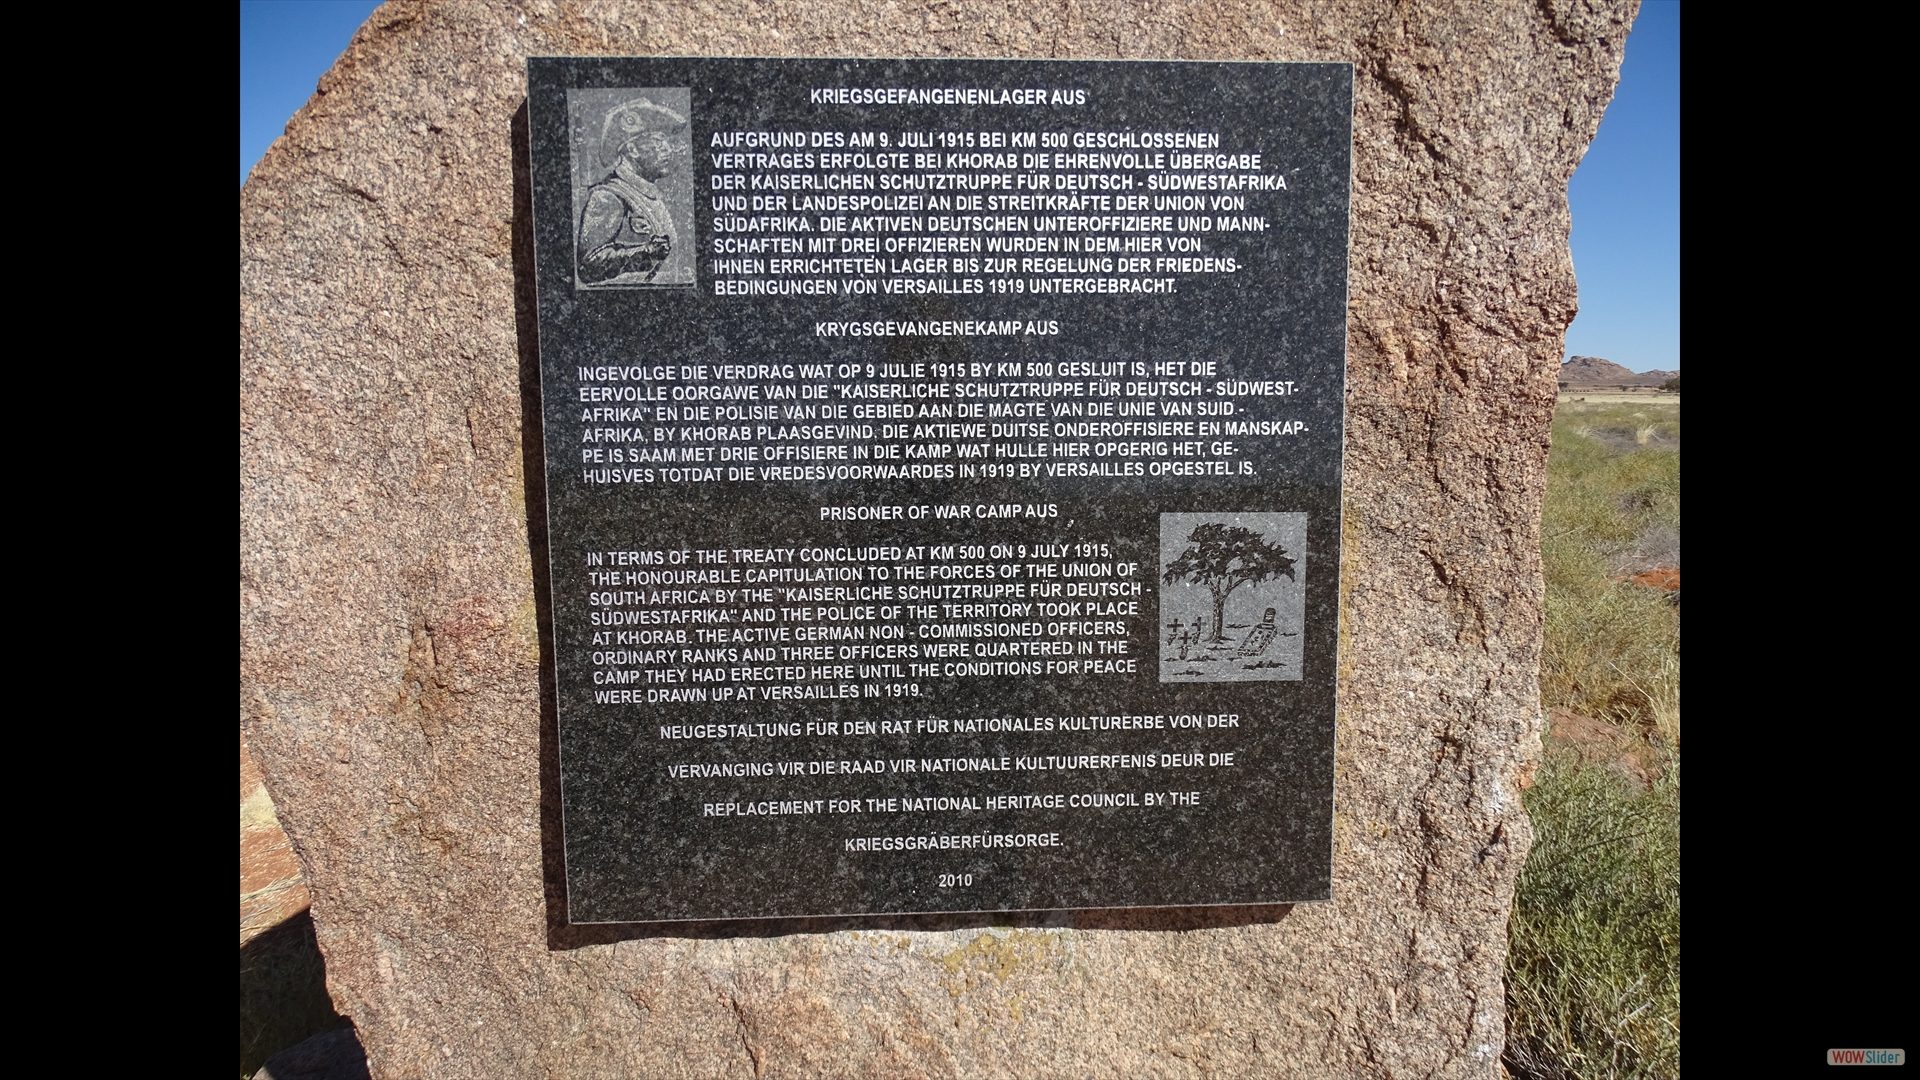 KRIEGSGEFANGENENLAGER AUS
AUFGRUND DES AM 9. JULI 1915 BEI KM 500 GESCHLOSSENEN
VERTRAGES ERFOLGTE BEI KHORAB DIE EHRENVOLLE ÜBERGABE
DER KAISERLICHEN SCHUTZTRUPPE FÜR DEUTSCH - SÜDWESTAFRIKA
UND DER LANDESPOLIZEI AN DIE STREITKRÄFTE DER UNION VON
SÜDAFRIKA. DIE AKTIVEN DEUTSCHEN UNTEROFFIZIERE UND MANN-
SCHAFTEN MIT DREI OFFIZIEREN WURDEN IN DEM HIER VON
IHNEN ERRICHTETEN LAGER BIS ZUR REGELUNG DER FRIEDENS-
BEDINGUNGEN VON VERSAILLES 1919 UNTERGEBRACHT.
KRYGSGEVANGENEKAMP AUS
INGEVOLGE DIE VERDRAG WAT OP 9 JULIE 1915 BY KM 500 GESLUIT IS, HET DIE
EERVOLLE OORGAWE VAN DIE "KAISERLICHE SCHUTZTRUPPE FÜR DEUTSCH - SÜDWEST-
AFRIKA" EN DIE POLISIE VAN DIE GEBIED AAN DIE MAGTE VAN DIE UNIE VAN SUID -
AFRIKA, BY KHORAB PLAASGEVIND. DIE AKTIEWE DUITSE ONDEROFFISIERE EN MANSKAP-
PE IS SAAM MET DRIE OFFISIERE IN DIE KAMP WAT HULLE HIER OPGERIG HET, GE-
HUISVES TOTDAT DIE VREDESVOORWAARDES IN 1919 BY VERSAILLES OPGESTEL IS.
PRISONER OF WAR CAMP AUS
IN TERMS OF THE TREATY CONCLUDED AT KM 500 ON 9 JULY 1915,
THE HONOURABLE CAPITULATION TO THE FORCES OF THE UNION OF
SOUTH AFRICA BY THE "KAISERLICHE SCHUTZTRUPPE FÜR DEUTSCH -
SÜDWESTAFRIKA" AND THE POLICE OF THE TERRITORY TOOK PLACE
AT KHORAB. THE ACTIVE GERMAN NON - COMMISSIONED OFFICERS,
ORDINARY RANKS AND THREE OFFICERS WERE QUARTERED IN THE
CAMP THEY HAD ERECTED HERE UNTIL THE CONDITIONS FOR PEACE
WERE DRAWN UP AT VERSAILLES IN 1919.
NEUGESTALTUNG FÜR DEN RAT FÜR NATIONALES KULTURERBE VON DER
VERVANGING VIR DIE RAAD VIR NATIONALE KULTUURERFENIS DEUR DIE
REPLACEMENT FOR THE NATIONAL HERITAGE COUNCIL BY THE
KRIEGSGRÄBERFÜRSORGE.
2010
WOWSlider